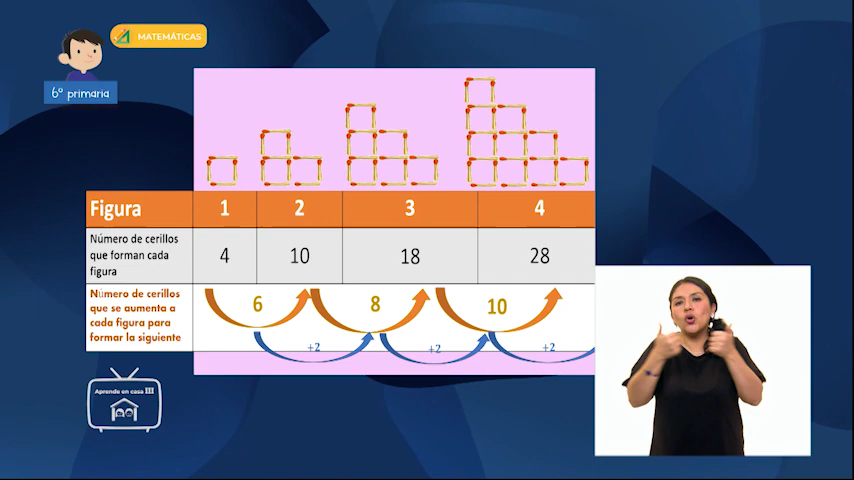 MATEMÁTICAS
6º primaria
Figura 1 2 3 4
Número de cerillos
que forman cada
figura
4 10 18 28
Número de cerillos
que se aumenta a
cada figura para
formar la siguiente
6 8 10
+2 +2 +2
Aprende en casa III